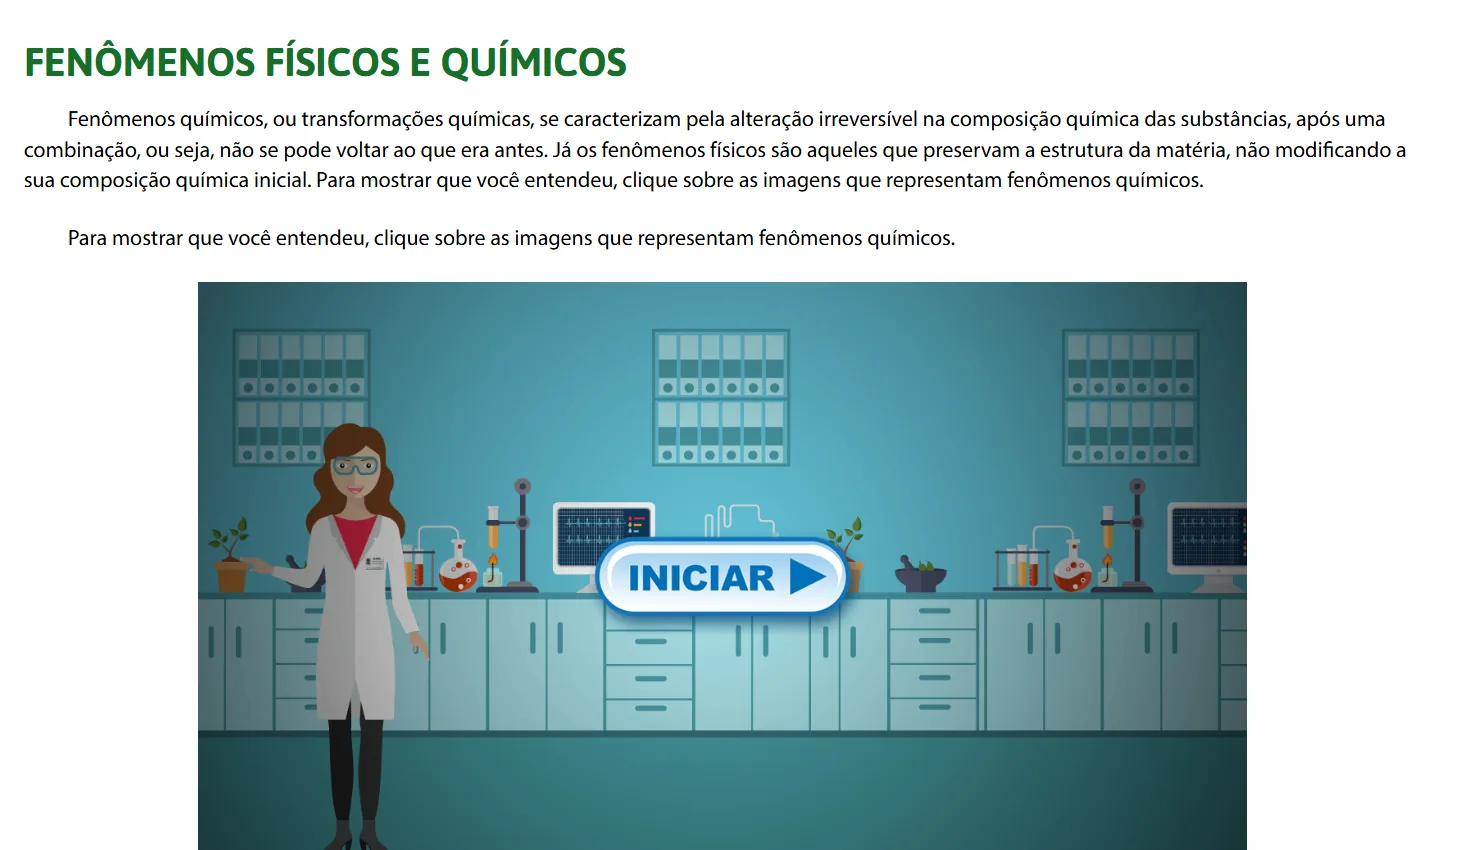 FENÔMENOS FÍSICOS E QUÍMICOS
Fenômenos químicos, ou transformações químicas, se caracterizam pela alteração irreversível na composição química das substâncias, após uma
combinação, ou seja, não se pode voltar ao que era antes. Já os fenômenos físicos são aqueles que preservam a estrutura da matéria, não modificando a
sua composição química inicial. Para mostrar que você entendeu, clique sobre as imagens que representam fenômenos químicos.
Para mostrar que você entendeu, clique sobre as imagens que representam fenômenos químicos.
INICIAR